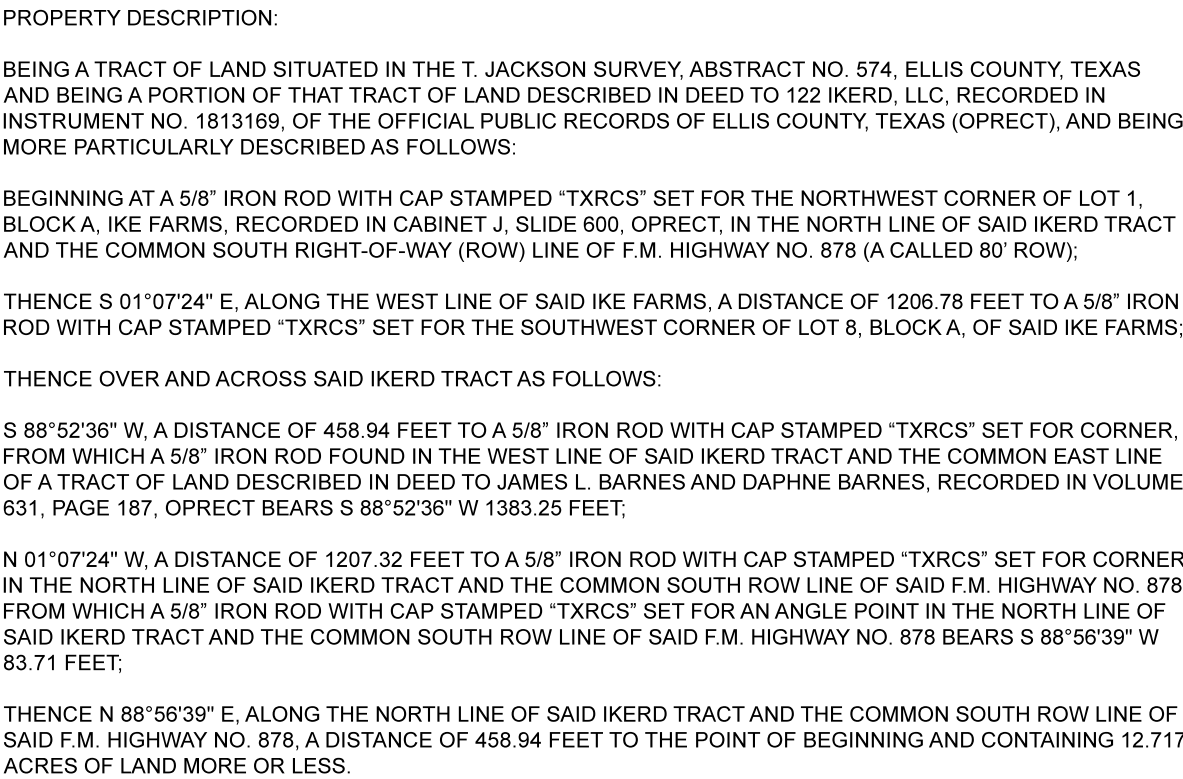 PROPERTY DESCRIPTION:
BEING A TRACT OF LAND SITUATED IN THE T. JACKSON SURVEY, ABSTRACT NO. 574, ELLIS COUNTY, TEXAS
AND BEING A PORTION OF THAT TRACT OF LAND DESCRIBED IN DEED TO 122 IKERD, LLC, RECORDED IN
INSTRUMENT NO. 1813169, OF THE OFFICIAL PUBLIC RECORDS OF ELLIS COUNTY, TEXAS (OPRECT), AND BEING
MORE PARTICULARLY DESCRIBED AS FOLLOWS:
BEGINNING AT A 5/8” IRON ROD WITH CAP STAMPED “TXRCS” SET FOR THE NORTHWEST CORNER OF LOT 1,
BLOCK A, IKE FARMS, RECORDED IN CABINET J, SLIDE 600, OPRECT, IN THE NORTH LINE OF SAID IKERD TRACT
AND THE COMMON SOUTH RIGHT-OF-WAY (ROW) LINE OF F.M. HIGHWAY NO. 878 (A CALLED 80’ ROW);
THENCE S 01°07'24" E, ALONG THE WEST LINE OF SAID IKE FARMS, A DISTANCE OF 1206.78 FEET TO A 5/8” IRON
ROD WITH CAP STAMPED “TXRCS” SET FOR THE SOUTHWEST CORNER OF LOT 8, BLOCK A, OF SAID IKE FARMS;
THENCE OVER AND ACROSS SAID IKERD TRACT AS FOLLOWS:
S 88°52'36" W, A DISTANCE OF 458.94 FEET TO A 5/8” IRON ROD WITH CAP STAMPED “TXRCS” SET FOR CORNER,
FROM WHICH A 5/8” IRON ROD FOUND IN THE WEST LINE OF SAID IKERD TRACT AND THE COMMON EAST LINE
OF A TRACT OF LAND DESCRIBED IN DEED TO JAMES L. BARNES AND DAPHNE BARNES, RECORDED IN VOLUME
631, PAGE 187, OPRECT BEARS S 88°52'36" W 1383.25 FEET;
N 01°07'24" W, A DISTANCE OF 1207.32 FEET TO A 5/8” IRON ROD WITH CAP STAMPED “TXRCS” SET FOR CORNER
IN THE NORTH LINE OF SAID IKERD TRACT AND THE COMMON SOUTH ROW LINE OF SAID F.M. HIGHWAY NO. 878
FROM WHICH A 5/8” IRON ROD WITH CAP STAMPED “TXRCS” SET FOR AN ANGLE POINT IN THE NORTH LINE OF
SAID IKERD TRACT AND THE COMMON SOUTH ROW LINE OF SAID F.M. HIGHWAY NO. 878 BEARS S 88°56'39" W
83.71 FEET;
THENCE N 88°56'39" E, ALONG THE NORTH LINE OF SAID IKERD TRACT AND THE COMMON SOUTH ROW LINE OF
SAID F.M. HIGHWAY NO. 878, A DISTANCE OF 458.94 FEET TO THE POINT OF BEGINNING AND CONTAINING 12.717
ACRES OF LAND MORE OR LESS.